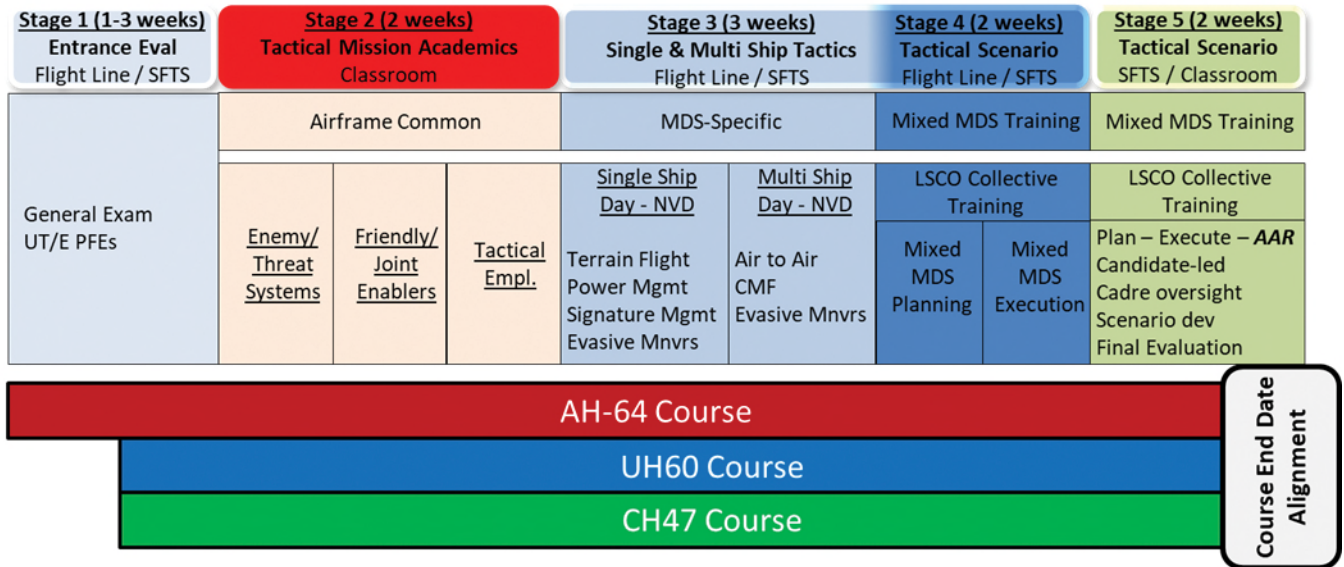 Stage 1 (1-3 weeks)
Entrance Eval
Flight Line / SFTS
Stage 2 (2 weeks)
Tactical Mission Academics
Classroom
Stage 3 (3 weeks)
Single & Multi Ship Tactics
Flight Line / SFTS
Stage 4 (2 weeks)
Tactical Scenario
Flight Line / SFTS
Stage 5 (2 weeks)
Tactical Scenario
SFTS / Classroom
Airframe Common
MDS-Specific
Mixed MDS Training
Mixed MDS Training
General Exam
UT/E PFEs
Enemy/
Threat
Systems
Friendly/
Joint
Enablers
Tactical
Empl.
Single Ship
Day - NVD
Terrain Flight
Power Mgmt
Signature Mgmt
Evasive Mnvrs
Multi Ship
Day - NVD
Air to Air
CMF
Evasive Mnvrs
LSCO Collective
Training
Mixed
MDS
Planning
Mixed
MDS
Execution
LSCO Collective
Training
Plan – Execute – AAR
Candidate-led
Cadre oversight
Scenario dev
Final Evaluation
AH-64 Course
UH60 Course
CH47 Course
Course End Date
Alignment